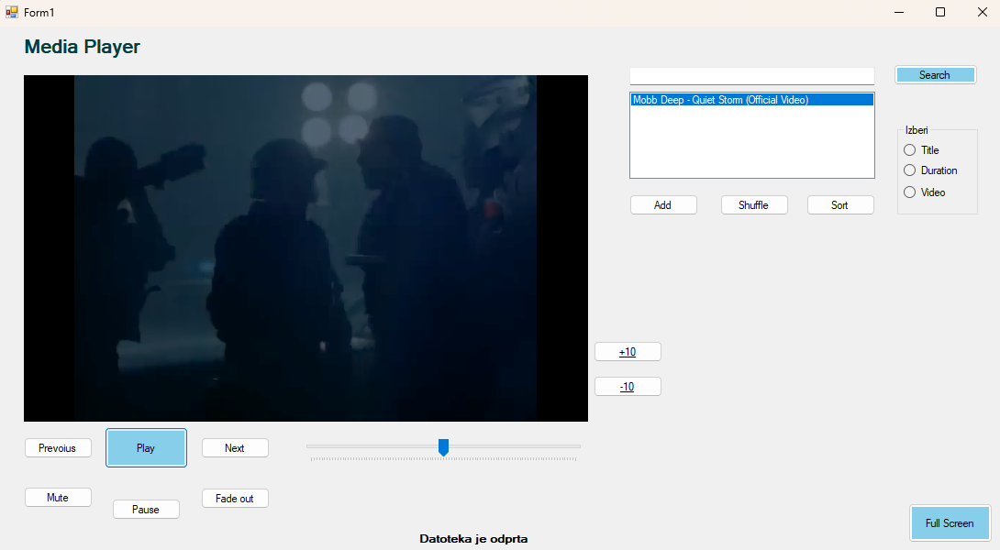 Form1
Media Player
Search
Mobb Deep - Quiet Storm (Official Video)
Izberi
Title
Duration
Video
Add
Shuffle
Sort
+10
-10
Prevoius
Play
Next
Mute
Pause
Fade out
Full Screen
Datoteka je odprta